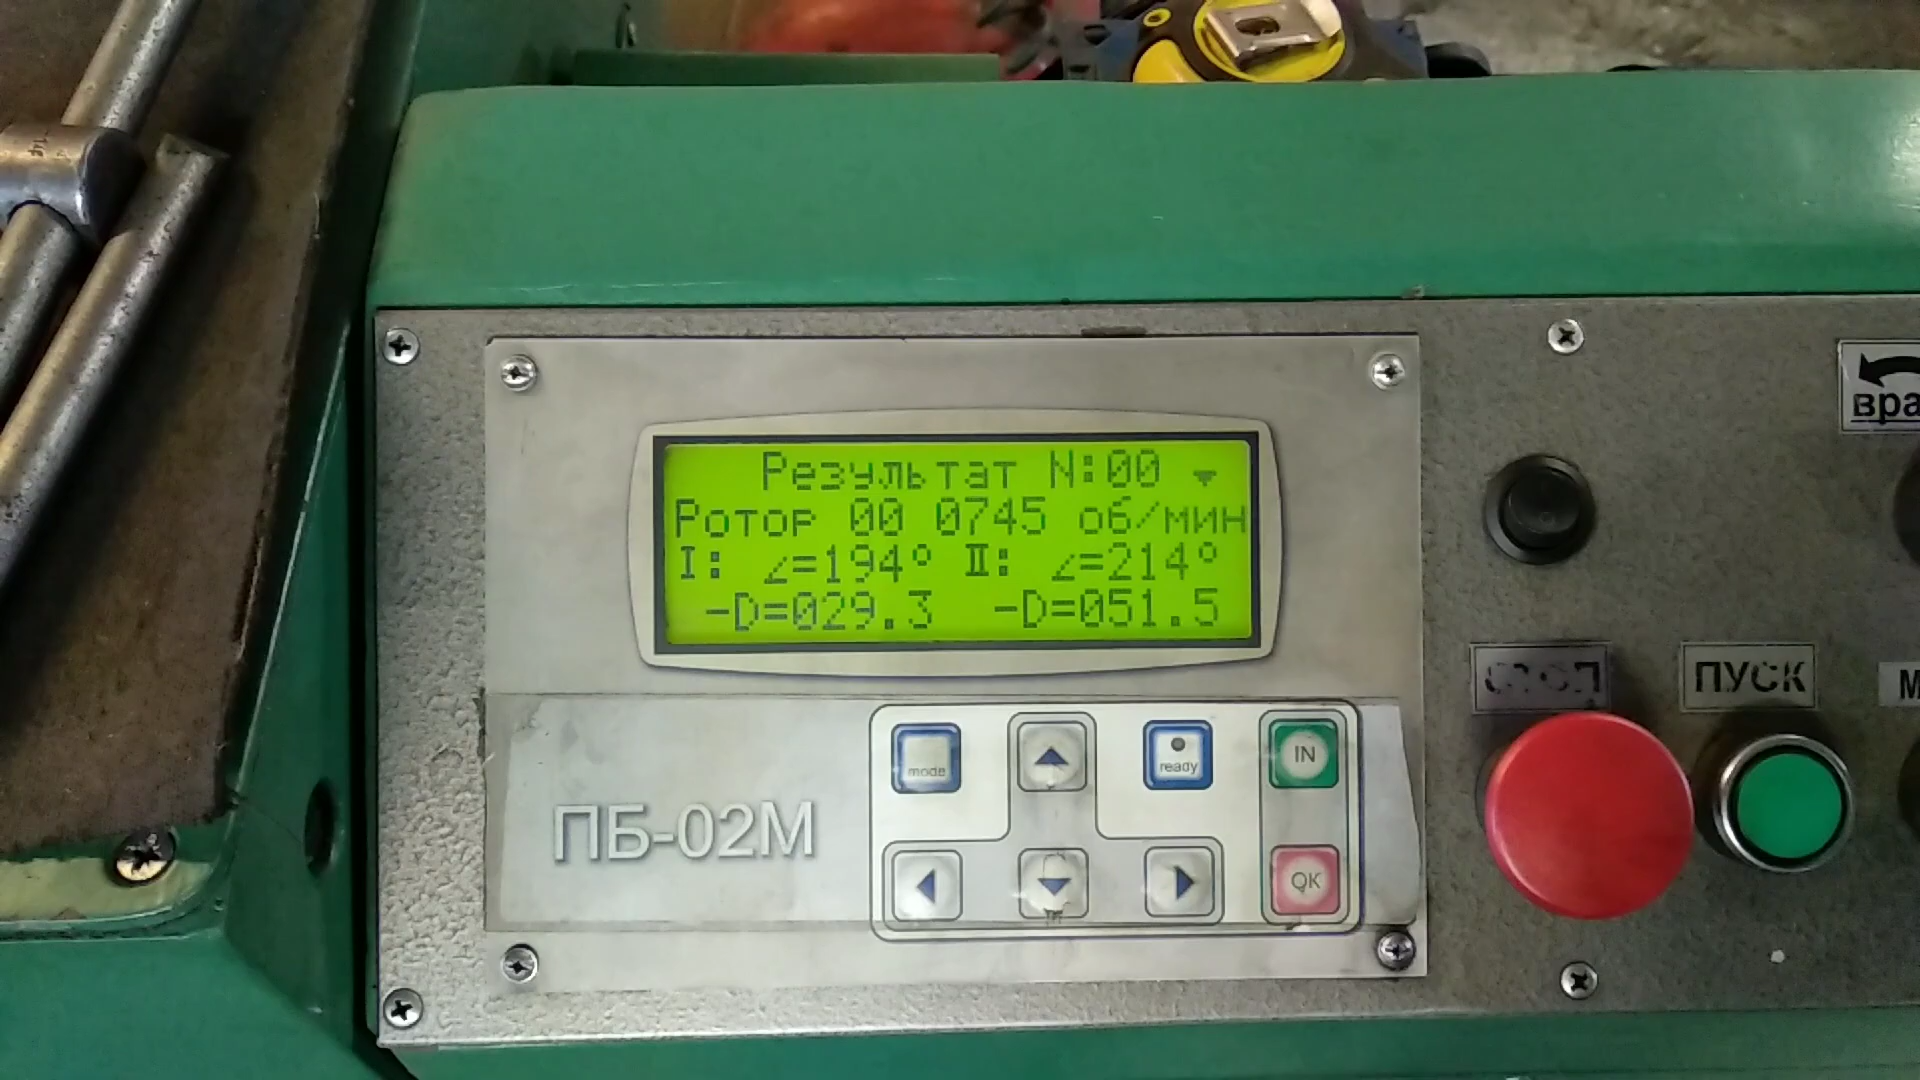 Результат N:00
Ротор 00 0745 об/мин
I: ∠=194° II: ∠=214°
-D=029.3 -D=051.5
ПБ-02М
mode
ready
IN
OK
СТОП
ПУСК
вра
М